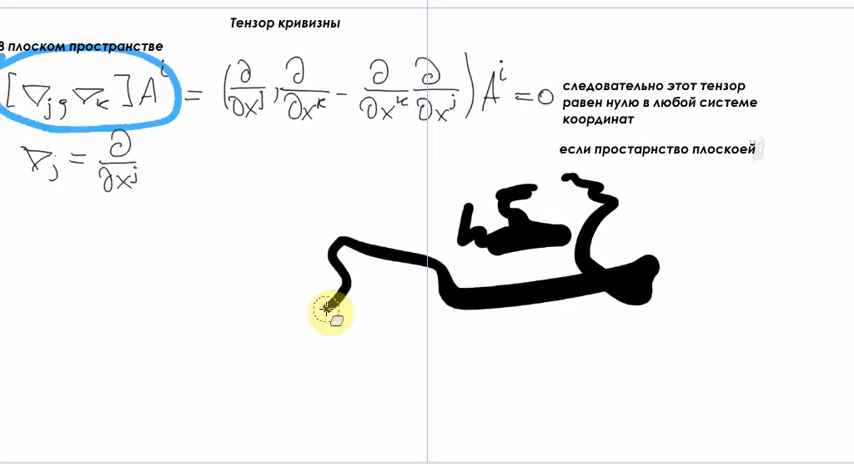 Тензор кривизны
В плоском пространстве
[∇j, ∇k] A^i = (∂/∂x^j, ∂/∂x^k − ∂/∂x^k ∂/∂x^j) A^i = 0
следовательно этот тензор
равен нулю в любой системе
координат
∇j = ∂/∂x^j
если простарнство плоскоей